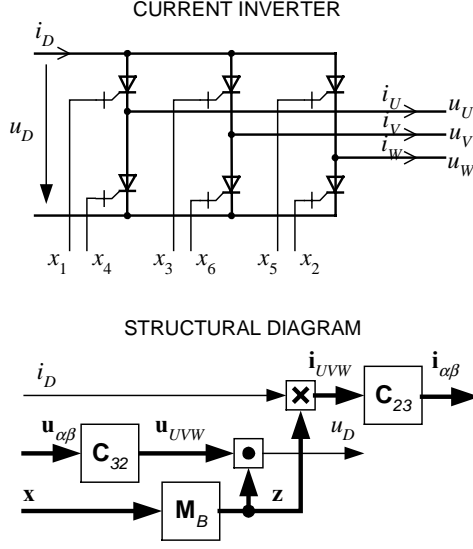 CURRENT INVERTER
i_D
u_D
i_U u_U
i_V u_V
i_W u_W
x_1 x_4 x_3 x_6 x_5 x_2
STRUCTURAL DIAGRAM
i_D i_UVW C_23 i_αβ
u_αβ C_32 u_UVW u_D
x M_B z